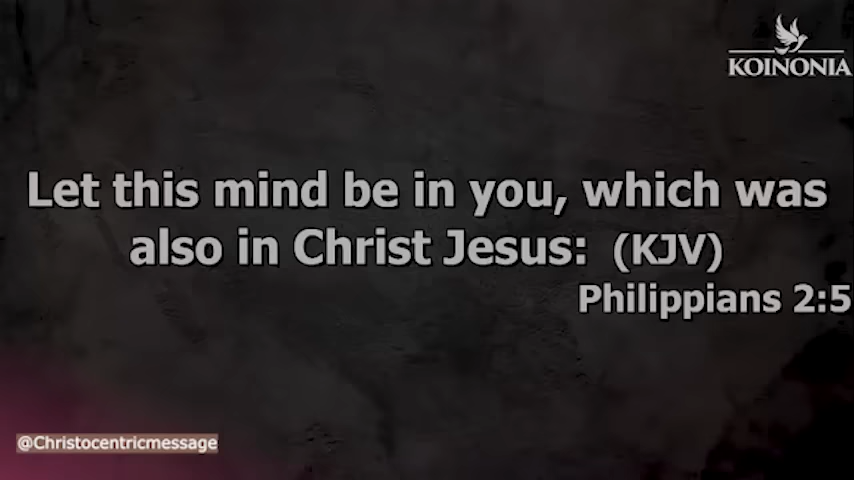 KOINONIA
Let this mind be in you, which was
also in Christ Jesus: (KJV)
Philippians 2:5
@Christocentricmessage